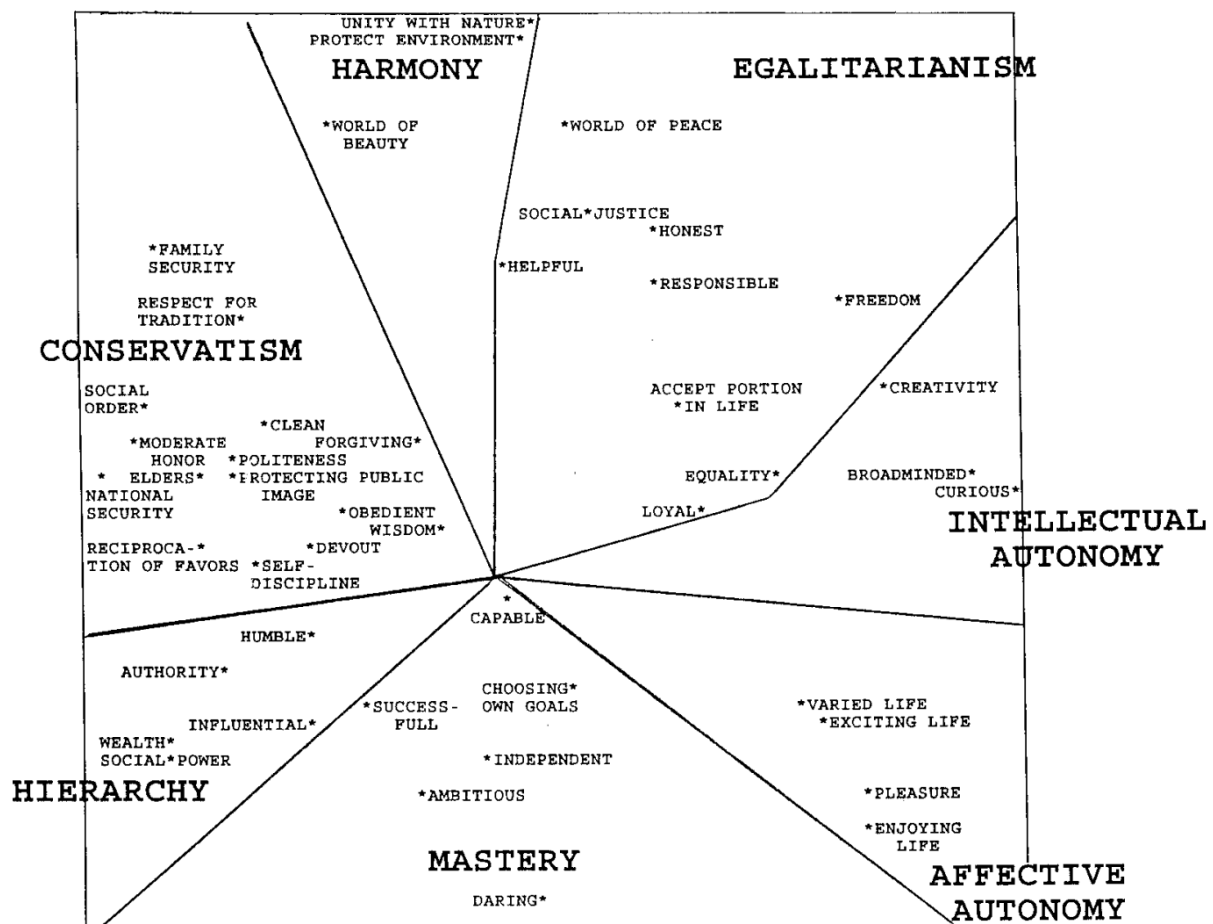 UNITY WITH NATURE*
PROTECT ENVIRONMENT*
HARMONY
EGALITARIANISM
*WORLD OF
BEAUTY
*WORLD OF PEACE
SOCIAL*JUSTICE
*HONEST
*FAMILY
SECURITY
*HELPFUL
*RESPONSIBLE
RESPECT FOR
TRADITION*
*FREEDOM
CONSERVATISM
SOCIAL
ORDER*
ACCEPT PORTION
*IN LIFE
*CREATIVITY
*CLEAN
*MODERATE
FORGIVING*
HONOR
*POLITENESS
* ELDERS*
*PROTECTING PUBLIC
IMAGE
NATIONAL
SECURITY
EQUALITY*
BROADMINDED*
CURIOUS*
*OBEDIENT
WISDOM*
LOYAL*
INTELLECTUAL
AUTONOMY
RECIPROCA-*
TION OF FAVORS
*DEVOUT
*SELF-
DISCIPLINE
*
CAPABLE
HUMBLE*
AUTHORITY*
CHOOSING*
OWN GOALS
*SUCCESS-
FULL
*VARIED LIFE
*EXCITING LIFE
INFLUENTIAL*
WEALTH*
SOCIAL*POWER
*INDEPENDENT
HIERARCHY
*AMBITIOUS
*PLEASURE
*ENJOYING
LIFE
MASTERY
AFFECTIVE
AUTONOMY
DARING*